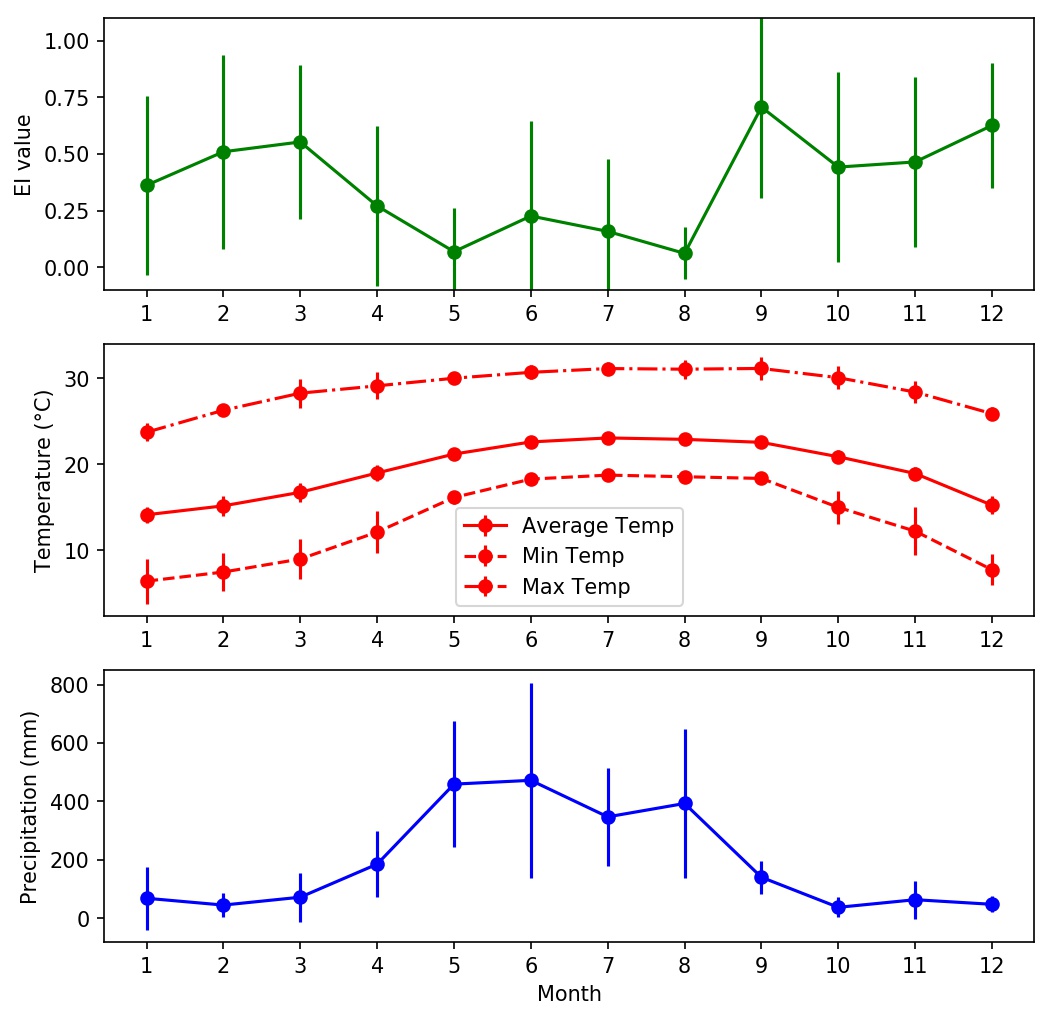 EI value
1.00
0.75
0.50
0.25
0.00
1 2 3 4 5 6 7 8 9 10 11 12
Temperature (°C)
30
20
10
Average Temp
Min Temp
Max Temp
1 2 3 4 5 6 7 8 9 10 11 12
Precipitation (mm)
800
600
400
200
0
1 2 3 4 5 6 7 8 9 10 11 12
Month